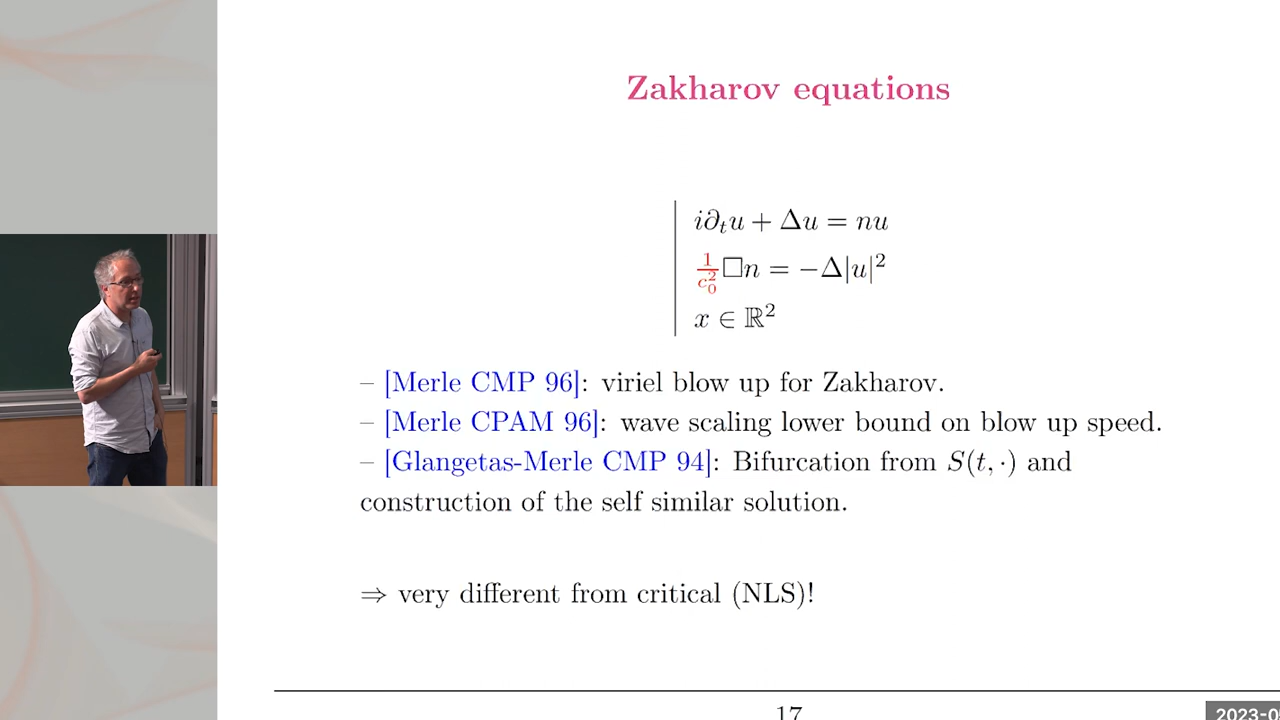 Zakharov equations
i∂ₜu + Δu = nu
1/c₀² □n = −Δ|u|²
x ∈ ℝ²
– [Merle CMP 96]: viriel blow up for Zakharov.
– [Merle CPAM 96]: wave scaling lower bound on blow up speed.
– [Glangetas-Merle CMP 94]: Bifurcation from S(t, ·) and
construction of the self similar solution.
⇒ very different from critical (NLS)!
17
2023-0